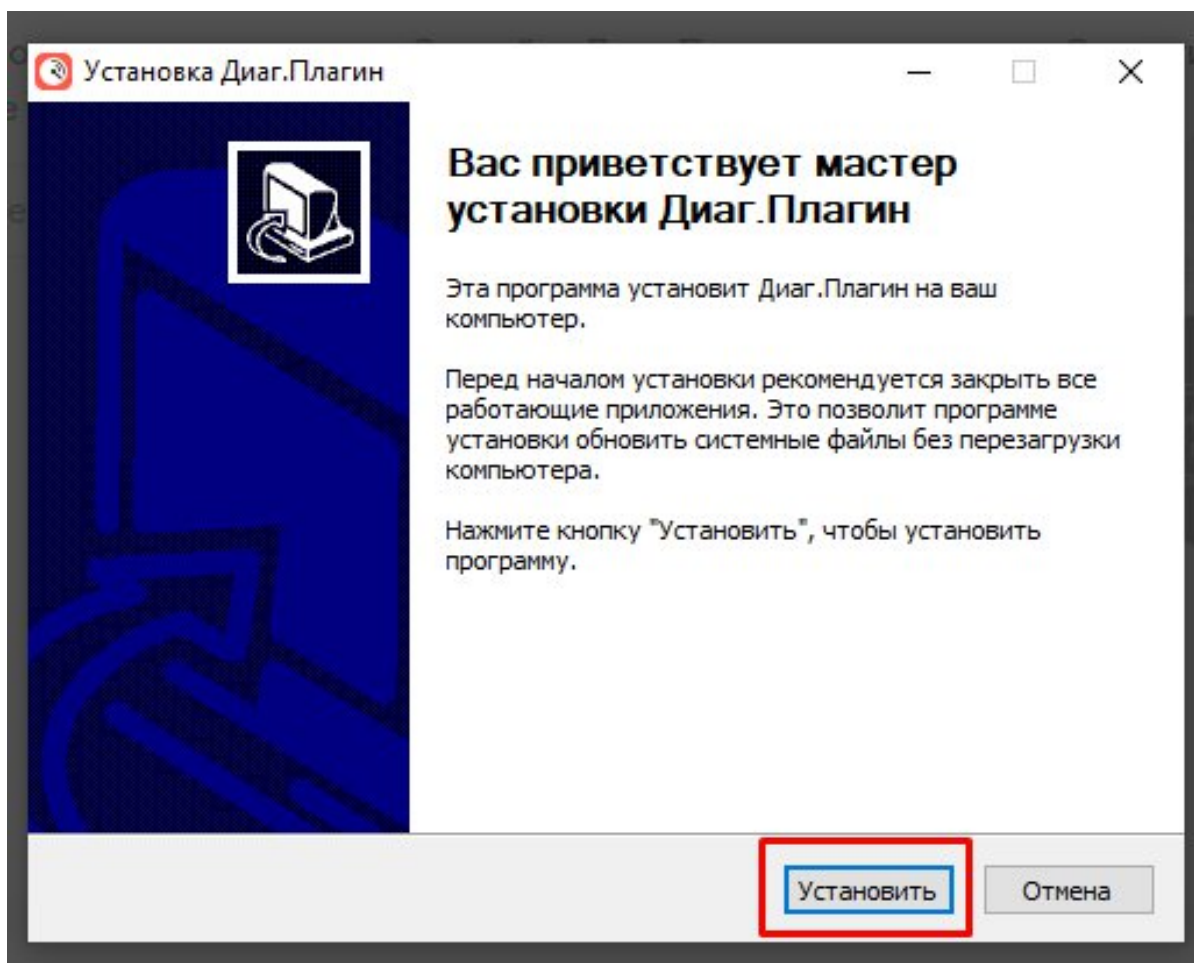 Установка Диаг.Плагин
Вас приветствует мастер
установки Диаг.Плагин
Эта программа установит Диаг.Плагин на ваш
компьютер.
Перед началом установки рекомендуется закрыть все
работающие приложения. Это позволит программе
установки обновить системные файлы без перезагрузки
компьютера.
Нажмите кнопку "Установить", чтобы установить
программу.
Установить
Отмена